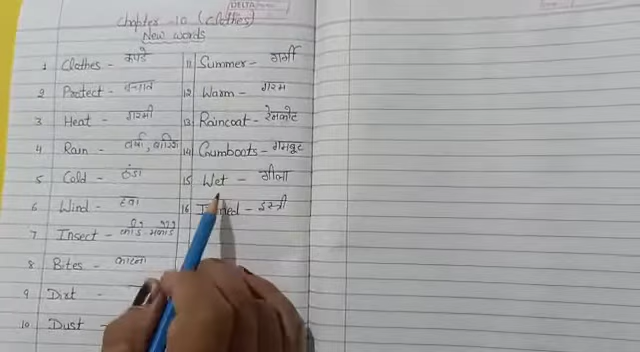 DELTA
Chapter - 10 (Clothes)
New words
1 Clothes - कपडे
2 Protect - बचाव
3 Heat - गरमी
4 Rain - वर्षा, बारिश
5 Cold - ठंडा
6 Wind - हवा
7 Insect - कीडे मकोडे
8 Bites - काटना
9 Dirt -
10 Dust -
11 Summer - गर्मी
12 Warm - गरम
13 Raincoat - रेनकोट
14 Gumboots - गमबूट
15 Wet - गीला
16 - इस्त्री